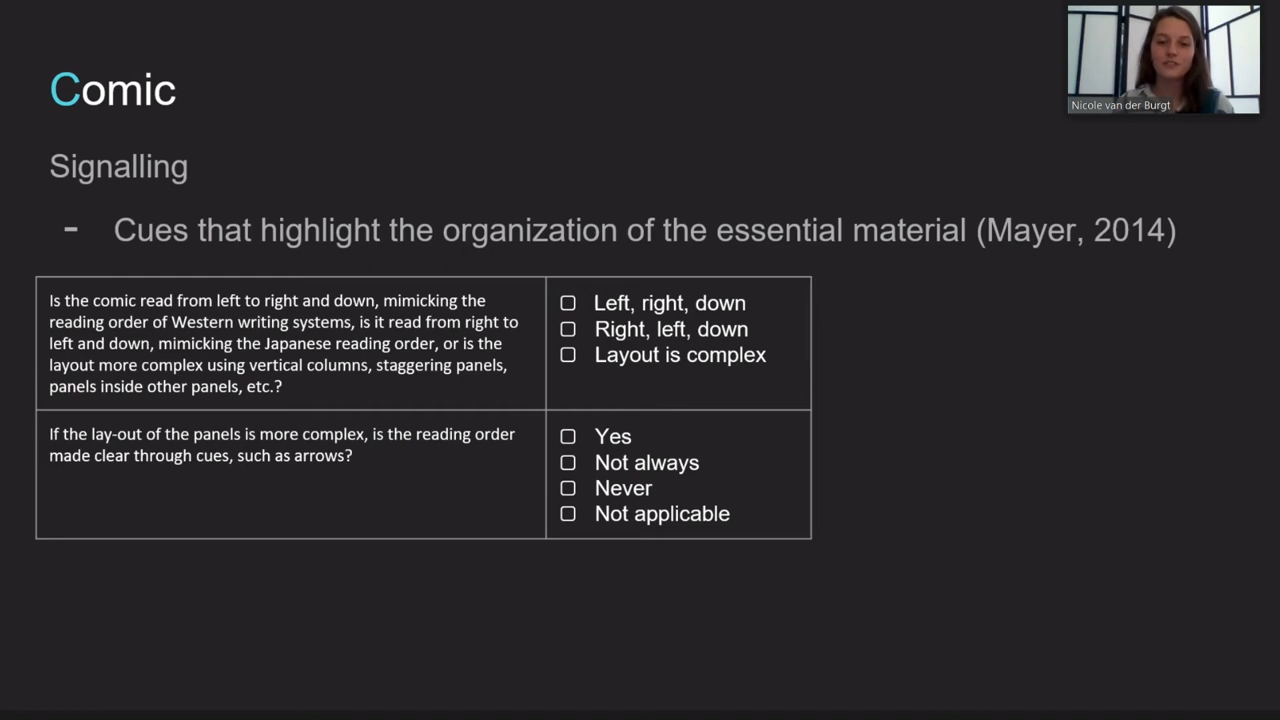 Comic
Nicole van der Burgt
Signalling
- Cues that highlight the organization of the essential material (Mayer, 2014)
Is the comic read from left to right and down, mimicking the
reading order of Western writing systems, is it read from right to
left and down, mimicking the Japanese reading order, or is the
layout more complex using vertical columns, staggering panels,
panels inside other panels, etc.?
Left, right, down
Right, left, down
Layout is complex
If the lay-out of the panels is more complex, is the reading order
made clear through cues, such as arrows?
Yes
Not always
Never
Not applicable